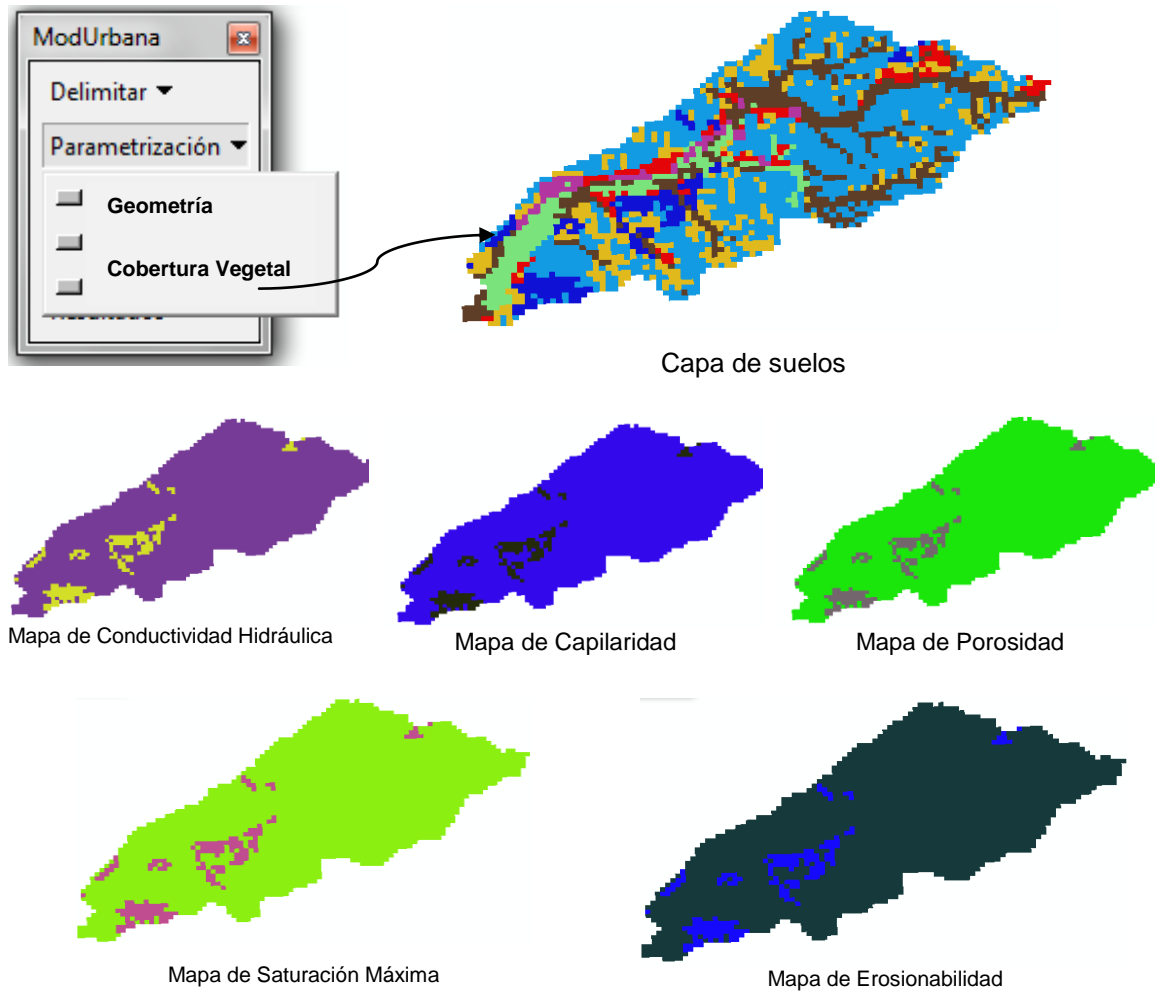 ModUrbana
Delimitar
Parametrización
Geometría
Cobertura Vegetal
Resultados
Capa de suelos
Mapa de Conductividad Hidráulica
Mapa de Capilaridad
Mapa de Porosidad
Mapa de Saturación Máxima
Mapa de Erosionabilidad